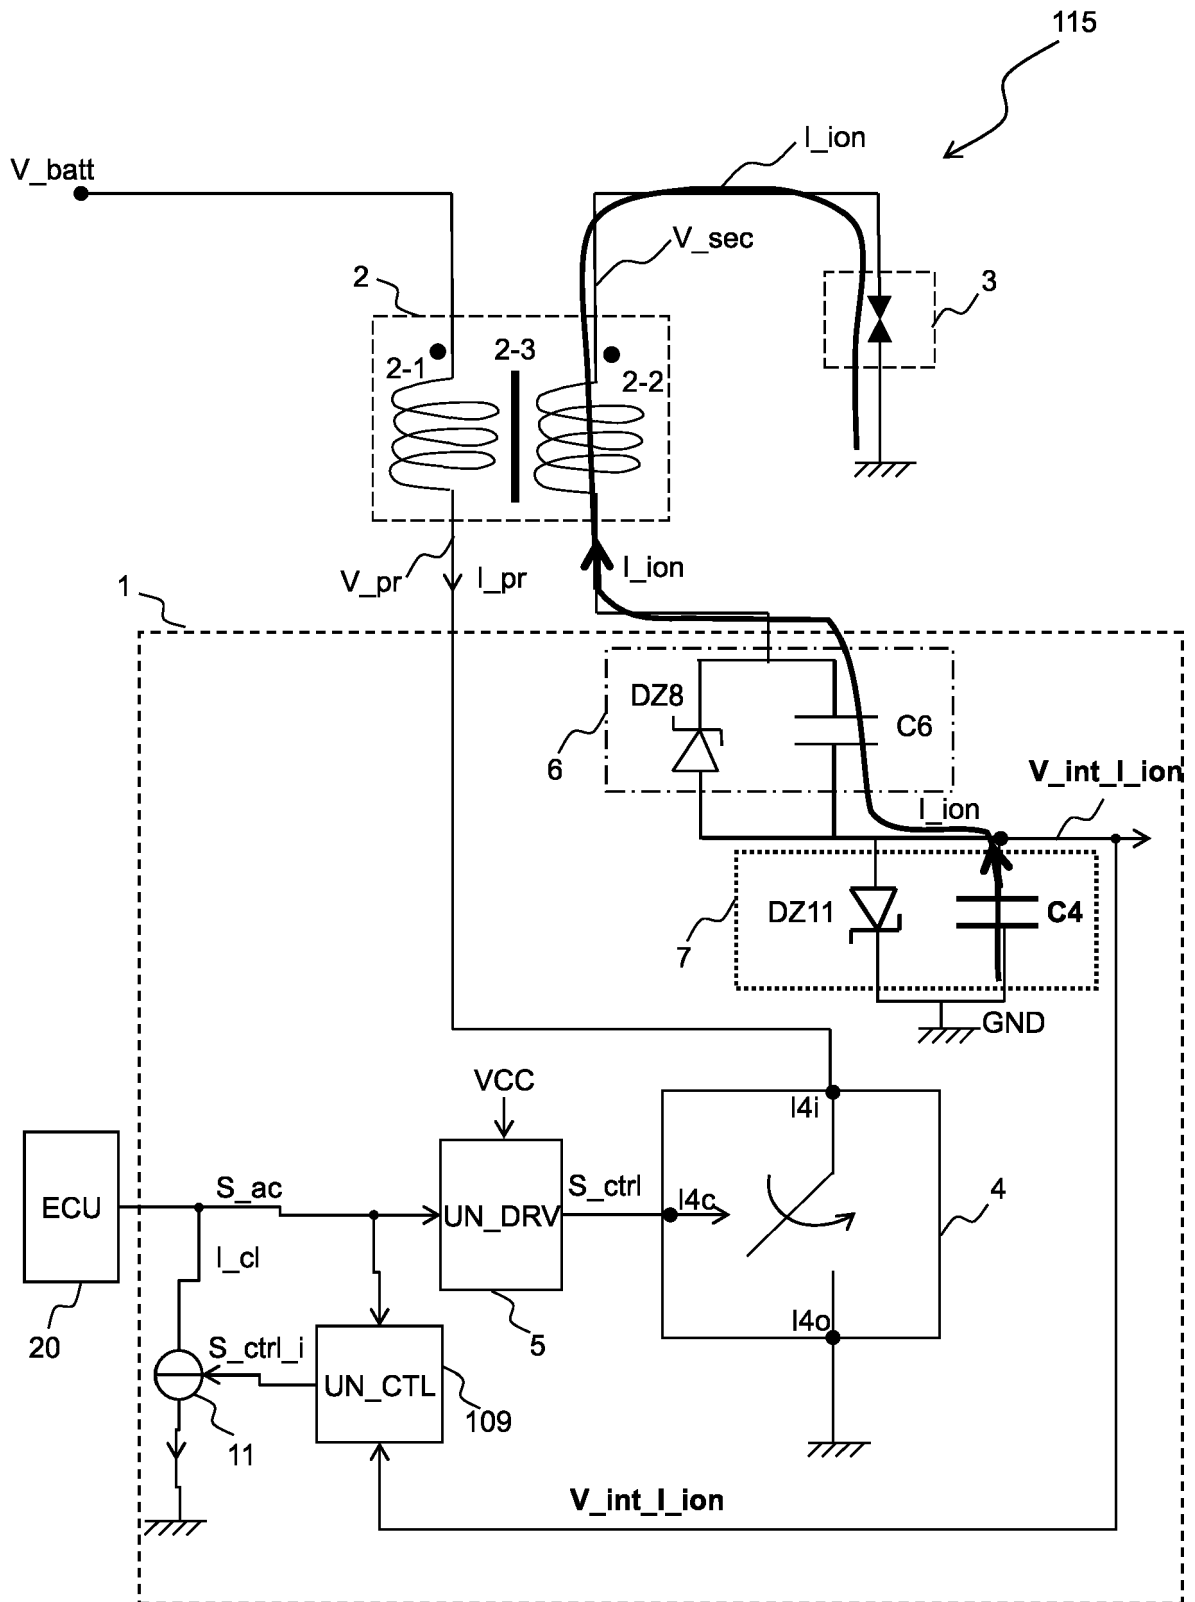 115
I_ion
V_batt
V_sec
2
3
2-3
2-1
2-2
I_ion
V_pr
I_pr
1
DZ8
C6
6
V_int_I_ion
I_ion
DZ11
C4
7
GND
VCC
I4i
ECU
S_ac
UN_DRV
S_ctrl
I4c
4
I_cl
20
5
I4o
S_ctrl_i
UN_CTL
109
11
V_int_I_ion